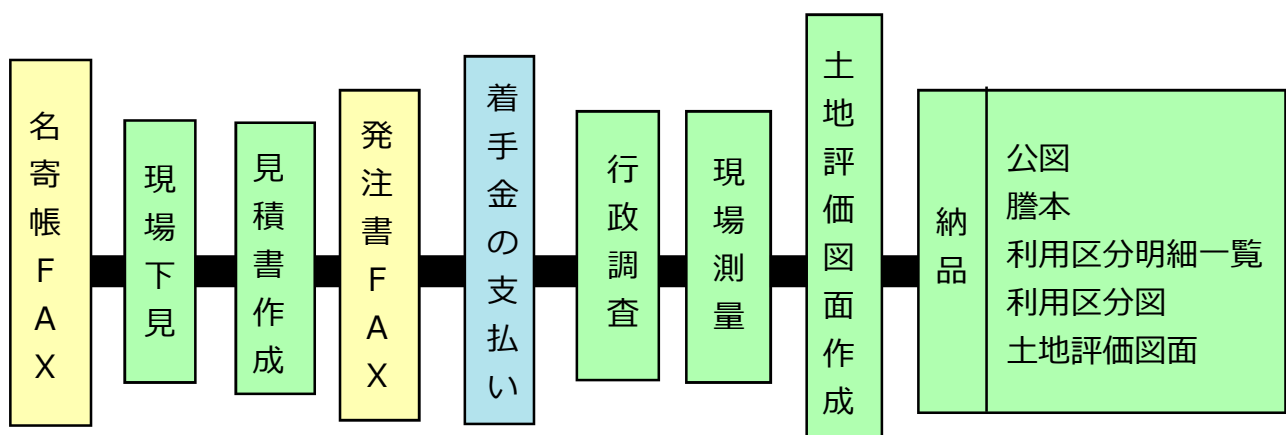 名寄帳ＦＡＸ
現場下見
見積書作成
発注書ＦＡＸ
着手金の支払い
行政調査
現場測量
土地評価図面作成
納品
公図
謄本
利用区分明細一覧
利用区分図
土地評価図面